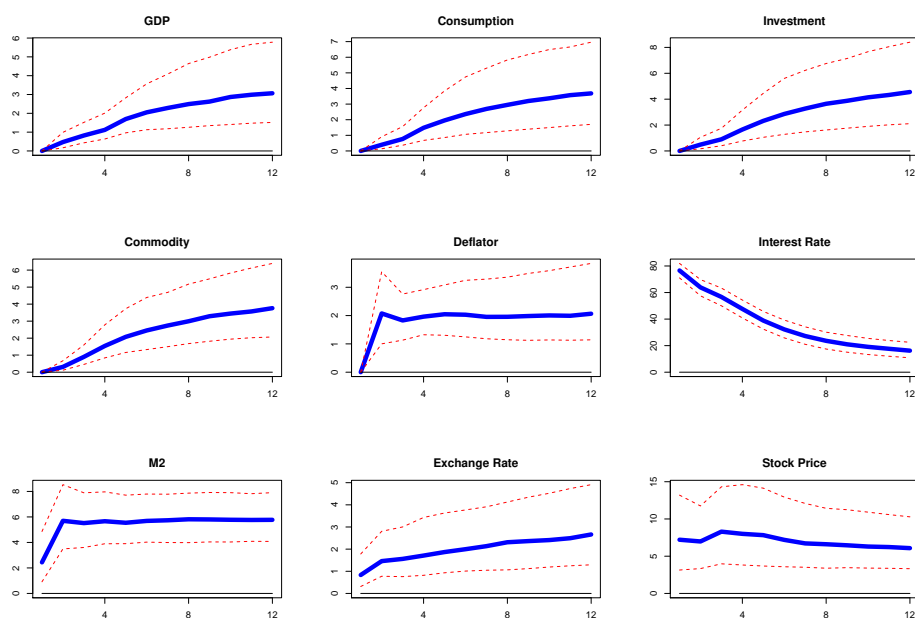 GDP
0 1 2 3 4 5 6
4 8 12
Consumption
0 1 2 3 4 5 6 7
4 8 12
Investment
0 2 4 6 8
4 8 12
Commodity
0 1 2 3 4 5 6
4 8 12
Deflator
0 1 2 3
4 8 12
Interest Rate
0 20 40 60 80
4 8 12
M2
0 2 4 6 8
4 8 12
Exchange Rate
0 1 2 3 4 5
4 8 12
Stock Price
0 5 10 15
4 8 12